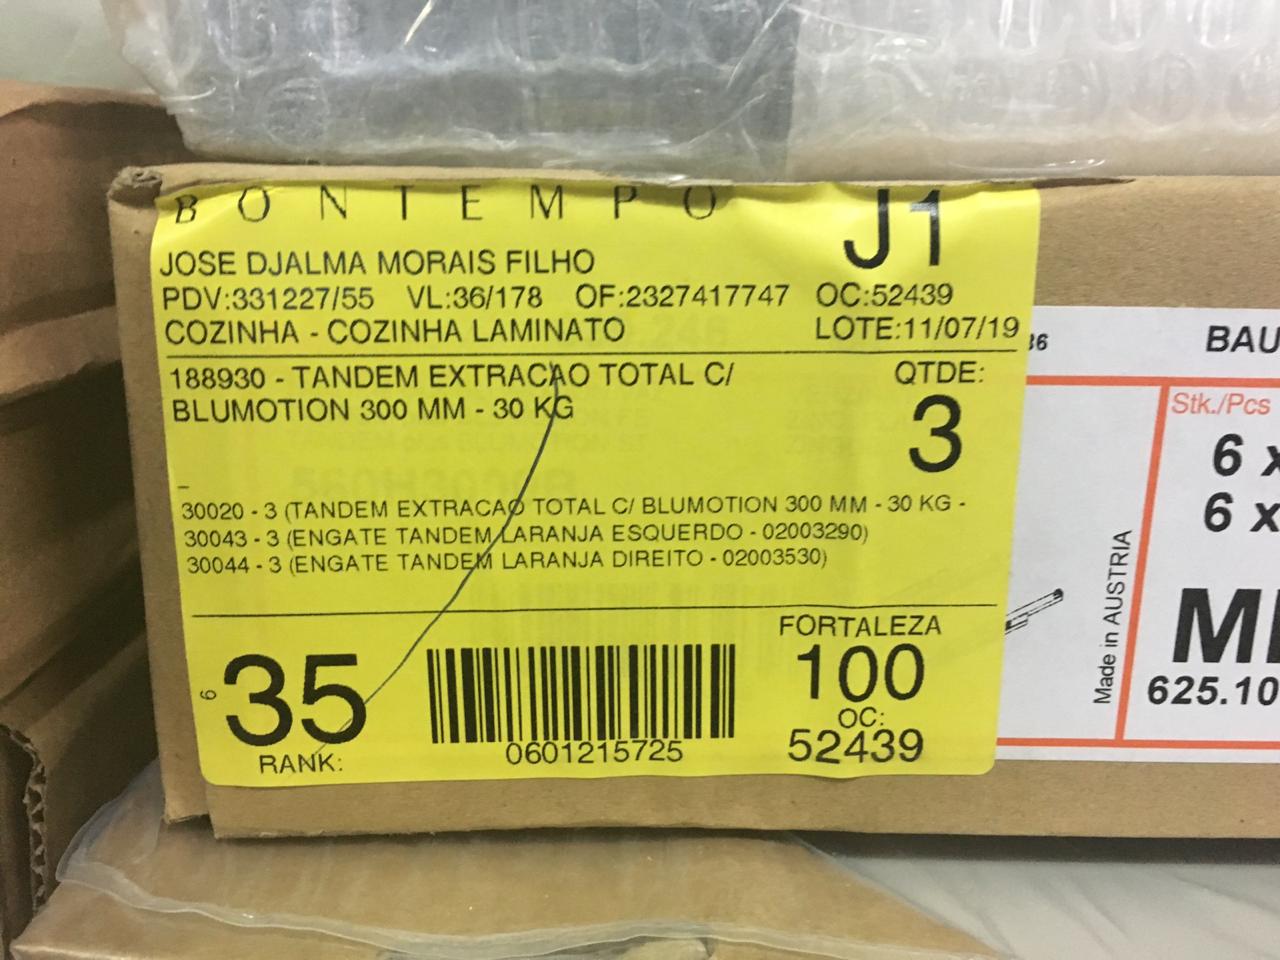 BONTEMPO
J1
JOSE DJALMA MORAIS FILHO
PDV:331227/55 VL:36/178 OF:2327417747 OC:52439
COZINHA - COZINHA LAMINATO LOTE:11/07/19
188930 - TANDEM EXTRACAO TOTAL C/
BLUMOTION 300 MM - 30 KG
QTDE:
3
-
30020 - 3 (TANDEM EXTRACAO TOTAL C/ BLUMOTION 300 MM - 30 KG -
30043 - 3 (ENGATE TANDEM LARANJA ESQUERDO - 02003290)
30044 - 3 (ENGATE TANDEM LARANJA DIREITO - 02003530)
6
35
RANK:
0601215725
FORTALEZA
100
OC:
52439
36
BAU
Stk./Pcs
6 x
6 x
Made in AUSTRIA
625.10